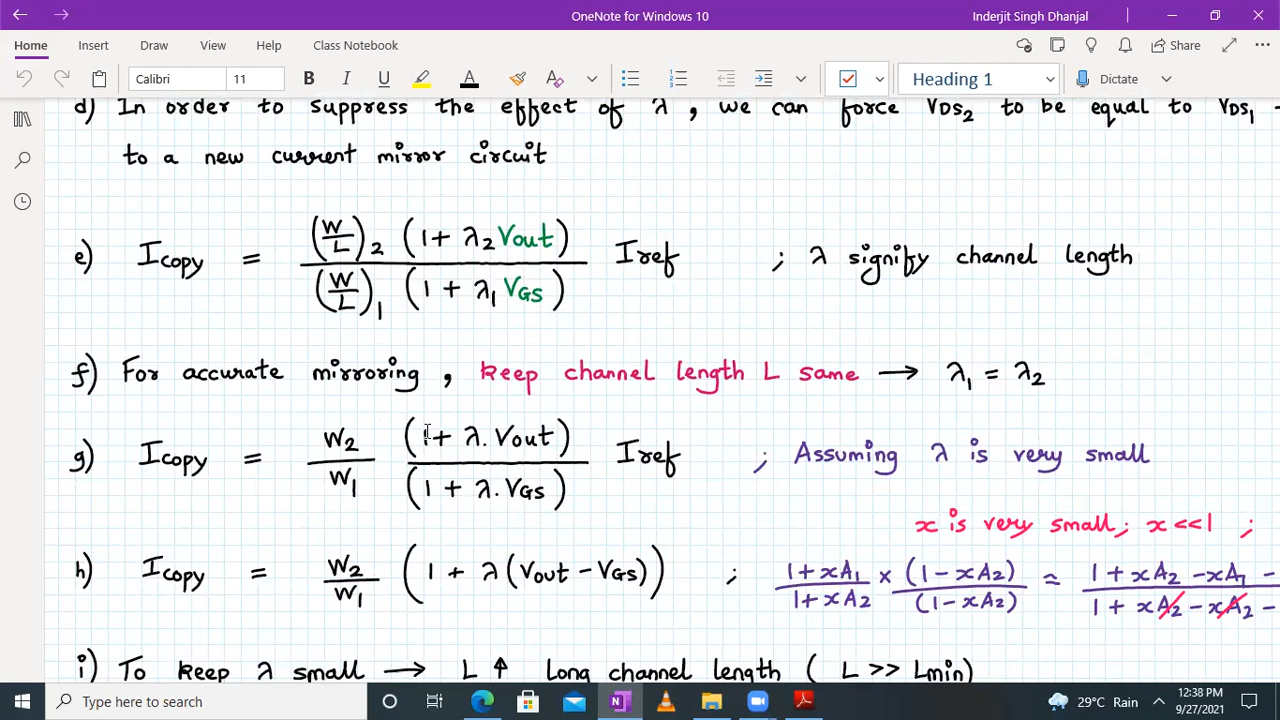 OneNote for Windows 10
Inderjit Singh Dhanjal
Home Insert Draw View Help Class Notebook Share
Calibri 11 B I U A Heading 1 Dictate
d) In order to suppress the effect of λ, we can force VDS2 to be equal to VDS1 -
to a new current mirror circuit
e) Icopy = (W/L)2 (1 + λ2 Vout) / (W/L)1 (1 + λ1 VGS) Iref ; λ signify channel length
f) For accurate mirroring, keep channel length L same → λ1 = λ2
g) Icopy = W2/W1 (1 + λ. Vout) / (1 + λ. VGS) Iref ; Assuming λ is very small
x is very small; x <<1 ;
h) Icopy = W2/W1 (1 + λ(Vout - VGS)) ; 1+xA1 / 1+xA2 × (1-xA2) / (1-xA2) ≈ 1 + xA2 - xA1 - / 1 + xA2 - xA2 -
i) To keep λ small → L ↑ Long channel length ( L >> Lmin)
Type here to search
29°C Rain
12:38 PM
9/27/2021